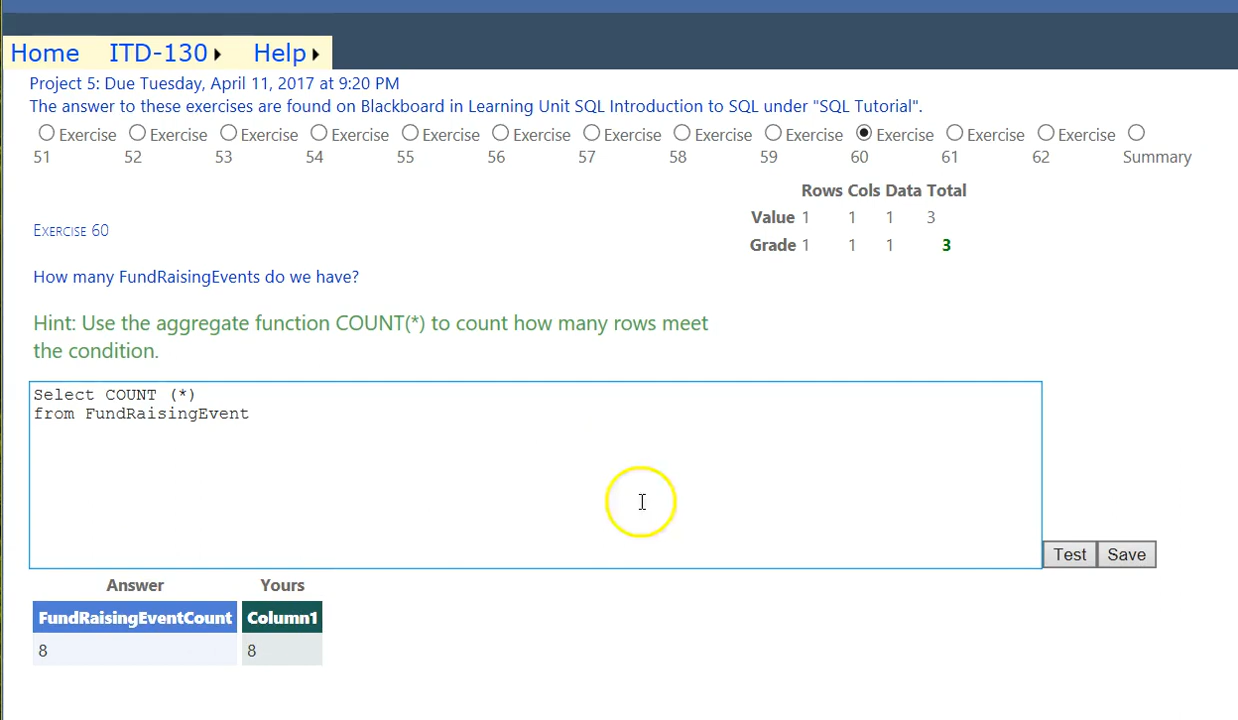 Home ITD-130 Help
Project 5: Due Tuesday, April 11, 2017 at 9:20 PM
The answer to these exercises are found on Blackboard in Learning Unit SQL Introduction to SQL under "SQL Tutorial".
Exercise Exercise Exercise Exercise Exercise Exercise Exercise Exercise Exercise Exercise Exercise Exercise
51 52 53 54 55 56 57 58 59 60 61 62 Summary
Rows Cols Data Total
Value 1 1 1 3
Grade 1 1 1 3
Exercise 60
How many FundRaisingEvents do we have?
Hint: Use the aggregate function COUNT(*) to count how many rows meet
the condition.
Select COUNT (*)
from FundRaisingEvent
Test Save
Answer Yours
FundRaisingEventCount Column1
8 8